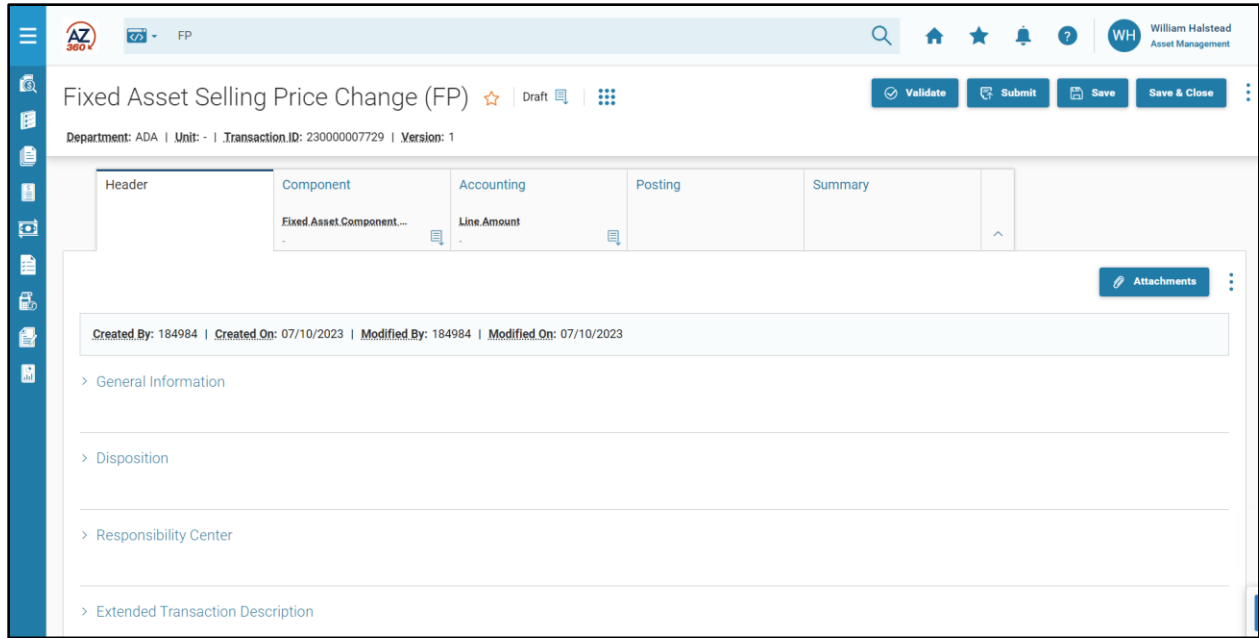 AZ
360
FP
WH
William Halstead
Asset Management
Fixed Asset Selling Price Change (FP)
Draft
Validate
Submit
Save
Save & Close
Department: ADA | Unit: - | Transaction ID: 230000007729 | Version: 1
Header
Component
Accounting
Posting
Summary
Fixed Asset Component ...
Line Amount
-
-
Attachments
Created By: 184984 | Created On: 07/10/2023 | Modified By: 184984 | Modified On: 07/10/2023
General Information
Disposition
Responsibility Center
Extended Transaction Description